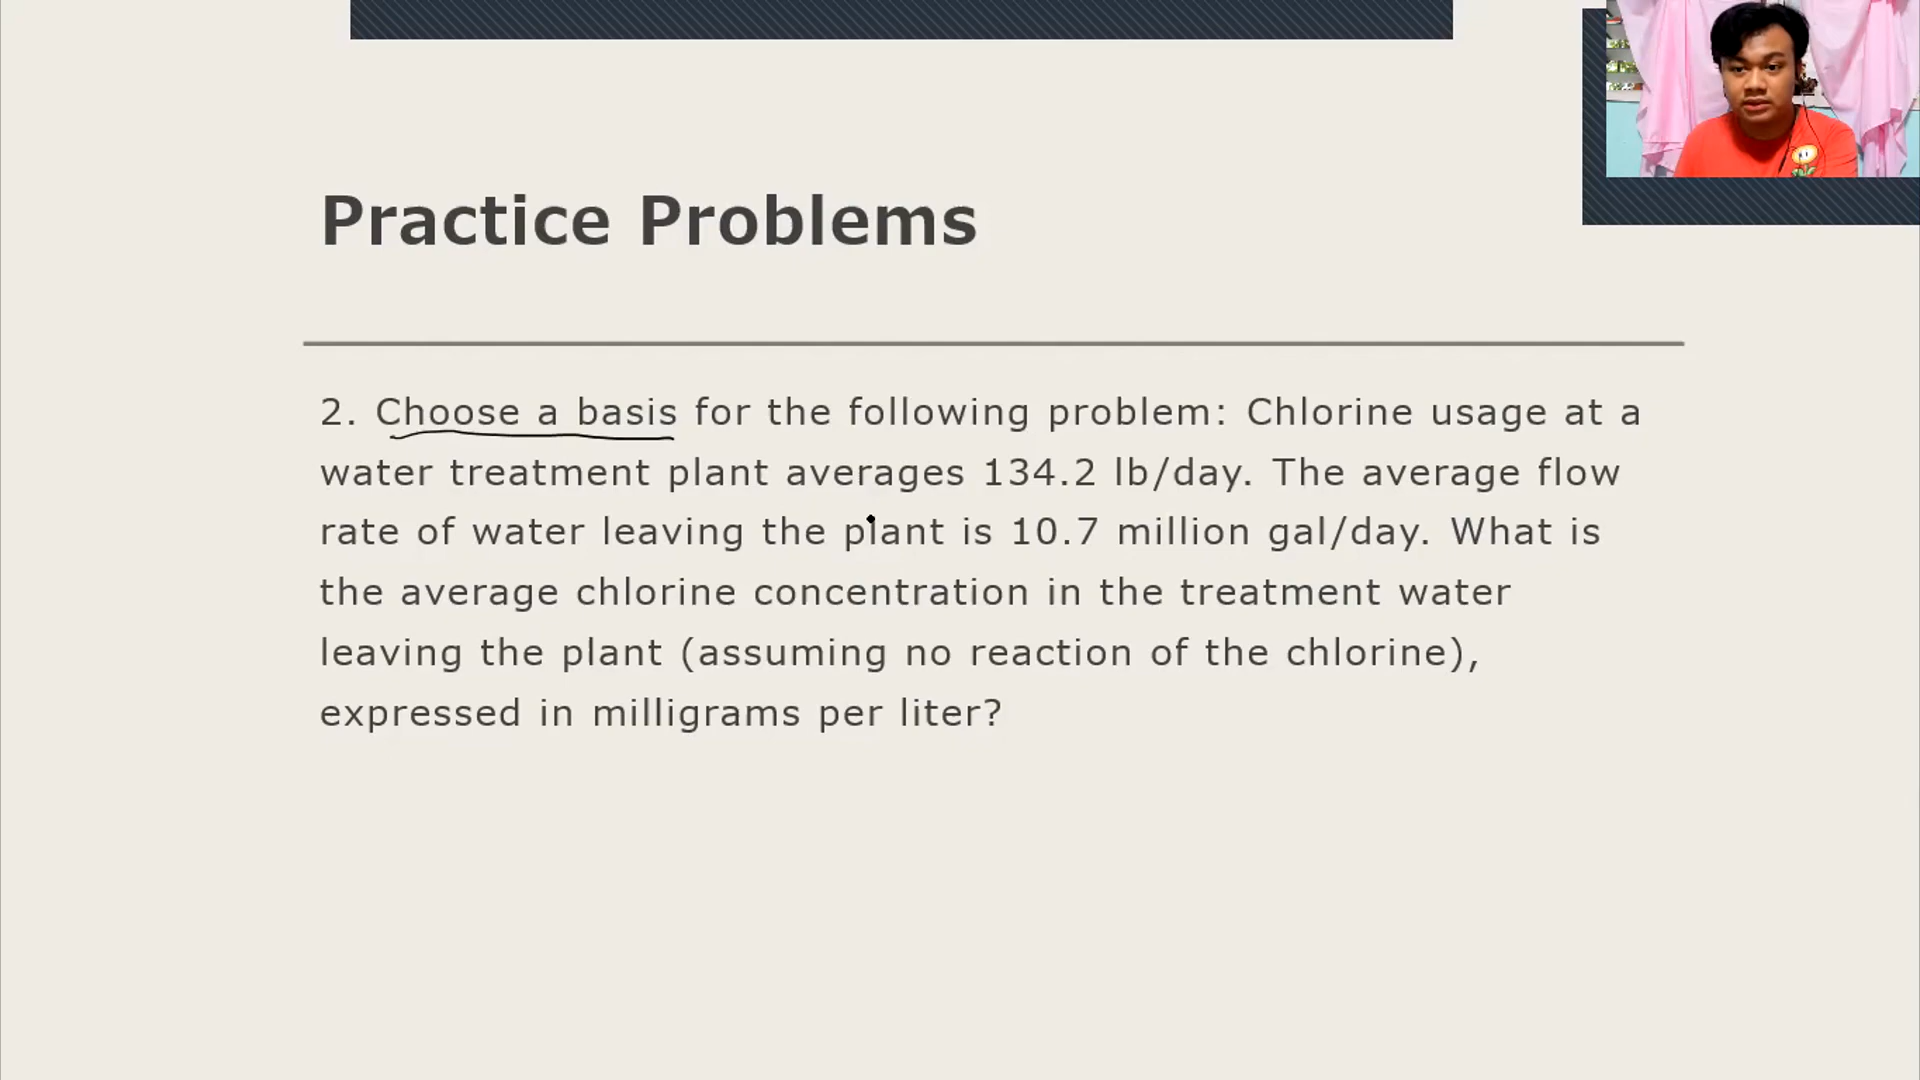 Practice Problems
2. Choose a basis for the following problem: Chlorine usage at a
water treatment plant averages 134.2 lb/day. The average flow
rate of water leaving the plant is 10.7 million gal/day. What is
the average chlorine concentration in the treatment water
leaving the plant (assuming no reaction of the chlorine),
expressed in milligrams per liter?